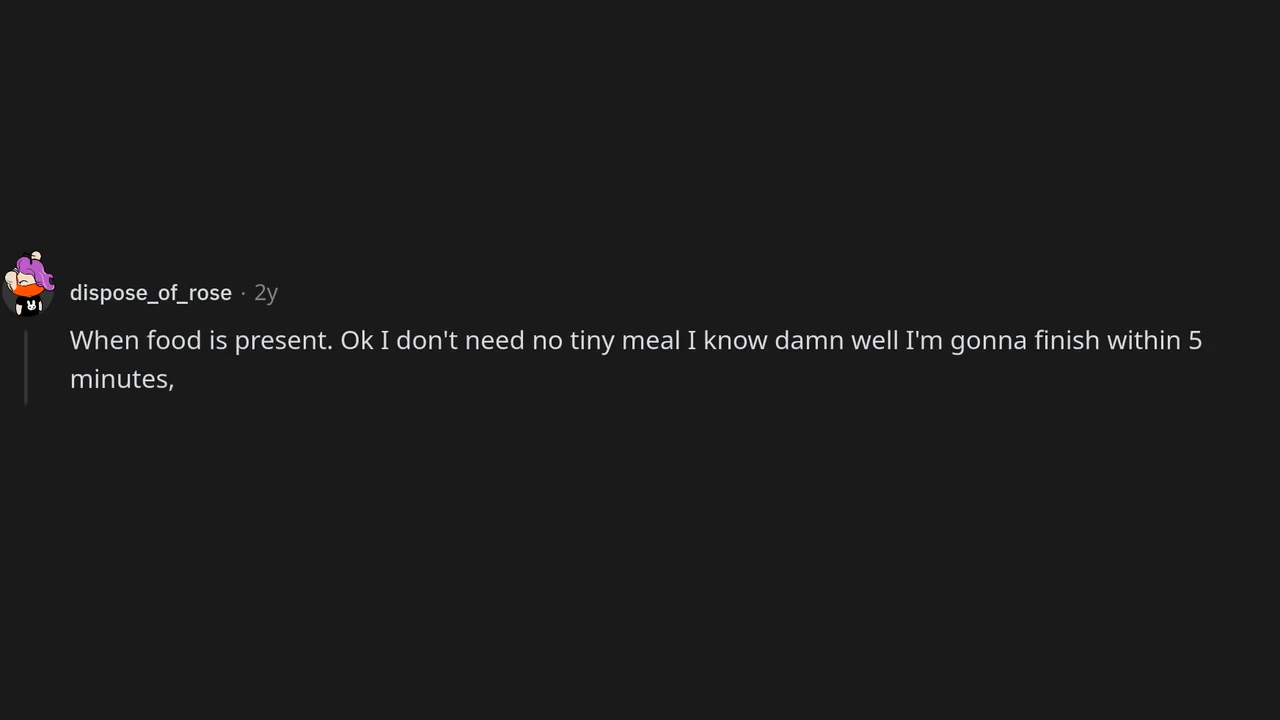 dispose_of_rose · 2y
When food is present. Ok I don't need no tiny meal I know damn well I'm gonna finish within 5
minutes,